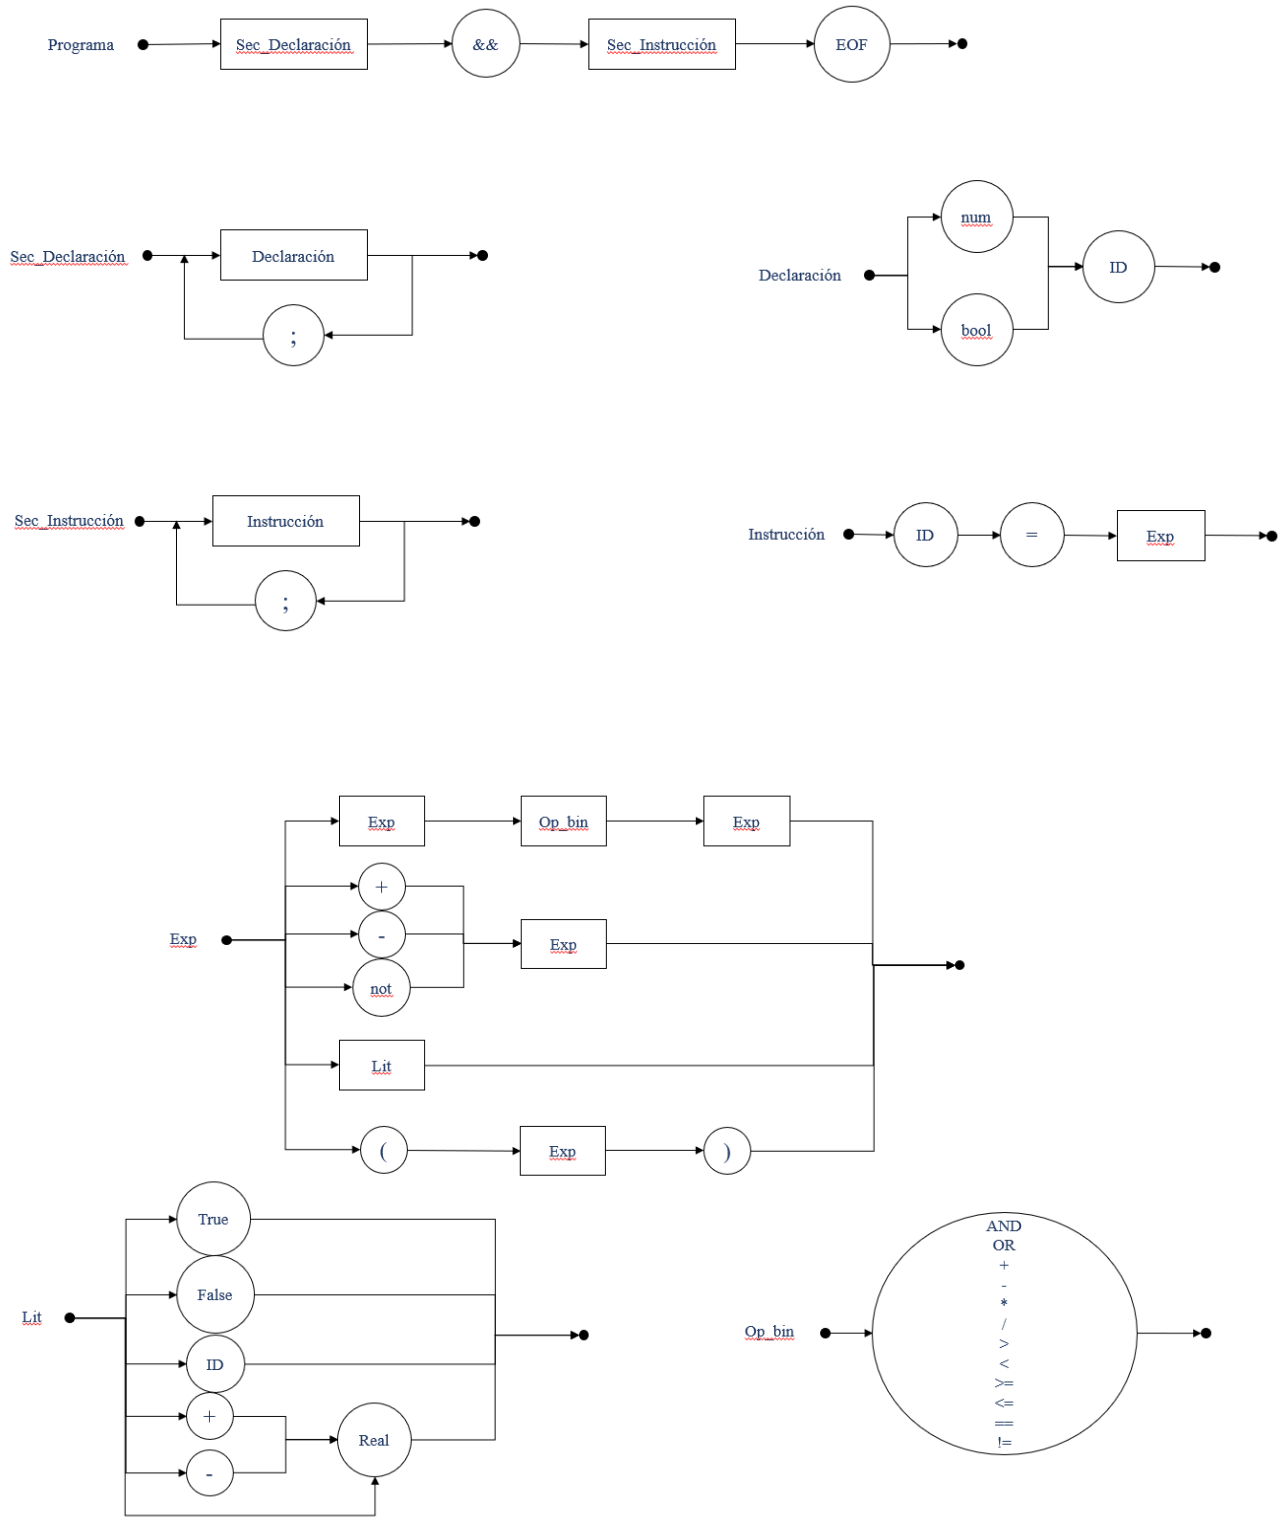 Programa
Sec_Declaración
&&
Sec_Instrucción
EOF
Sec_Declaración
Declaración
;
Declaración
num
bool
ID
Sec_Instrucción
Instrucción
;
Instrucción
ID
=
Exp
Exp
Exp
Op_bin
Exp
+
-
not
Exp
Lit
(
Exp
)
Lit
True
False
ID
+
-
Real
Op_bin
AND
OR
+
-
*
/
>
<
>=
<=
==
!=